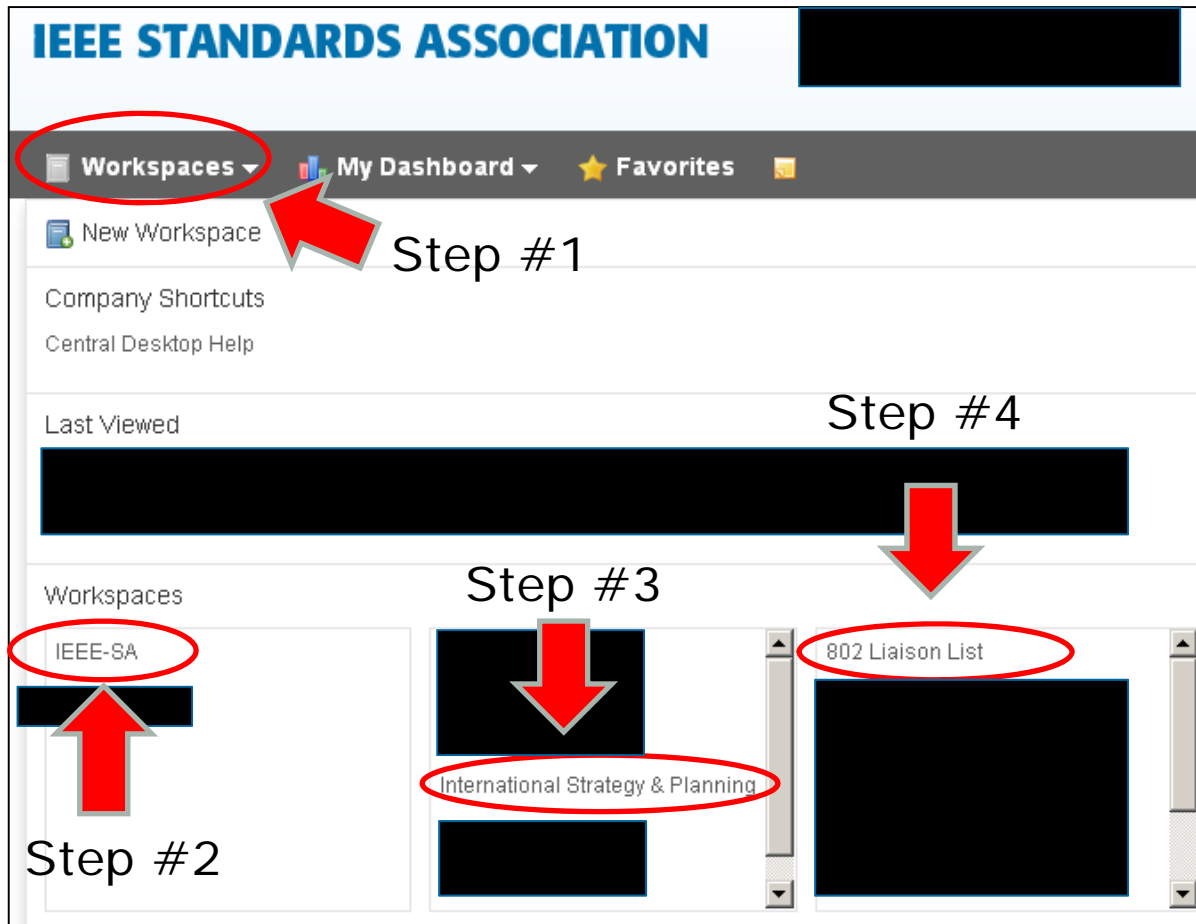 IEEE STANDARDS ASSOCIATION
Workspaces My Dashboard Favorites
New Workspace
Step #1
Company Shortcuts
Central Desktop Help
Step #4
Last Viewed
Step #3
Workspaces
IEEE-SA
802 Liaison List
International Strategy & Planning
Step #2